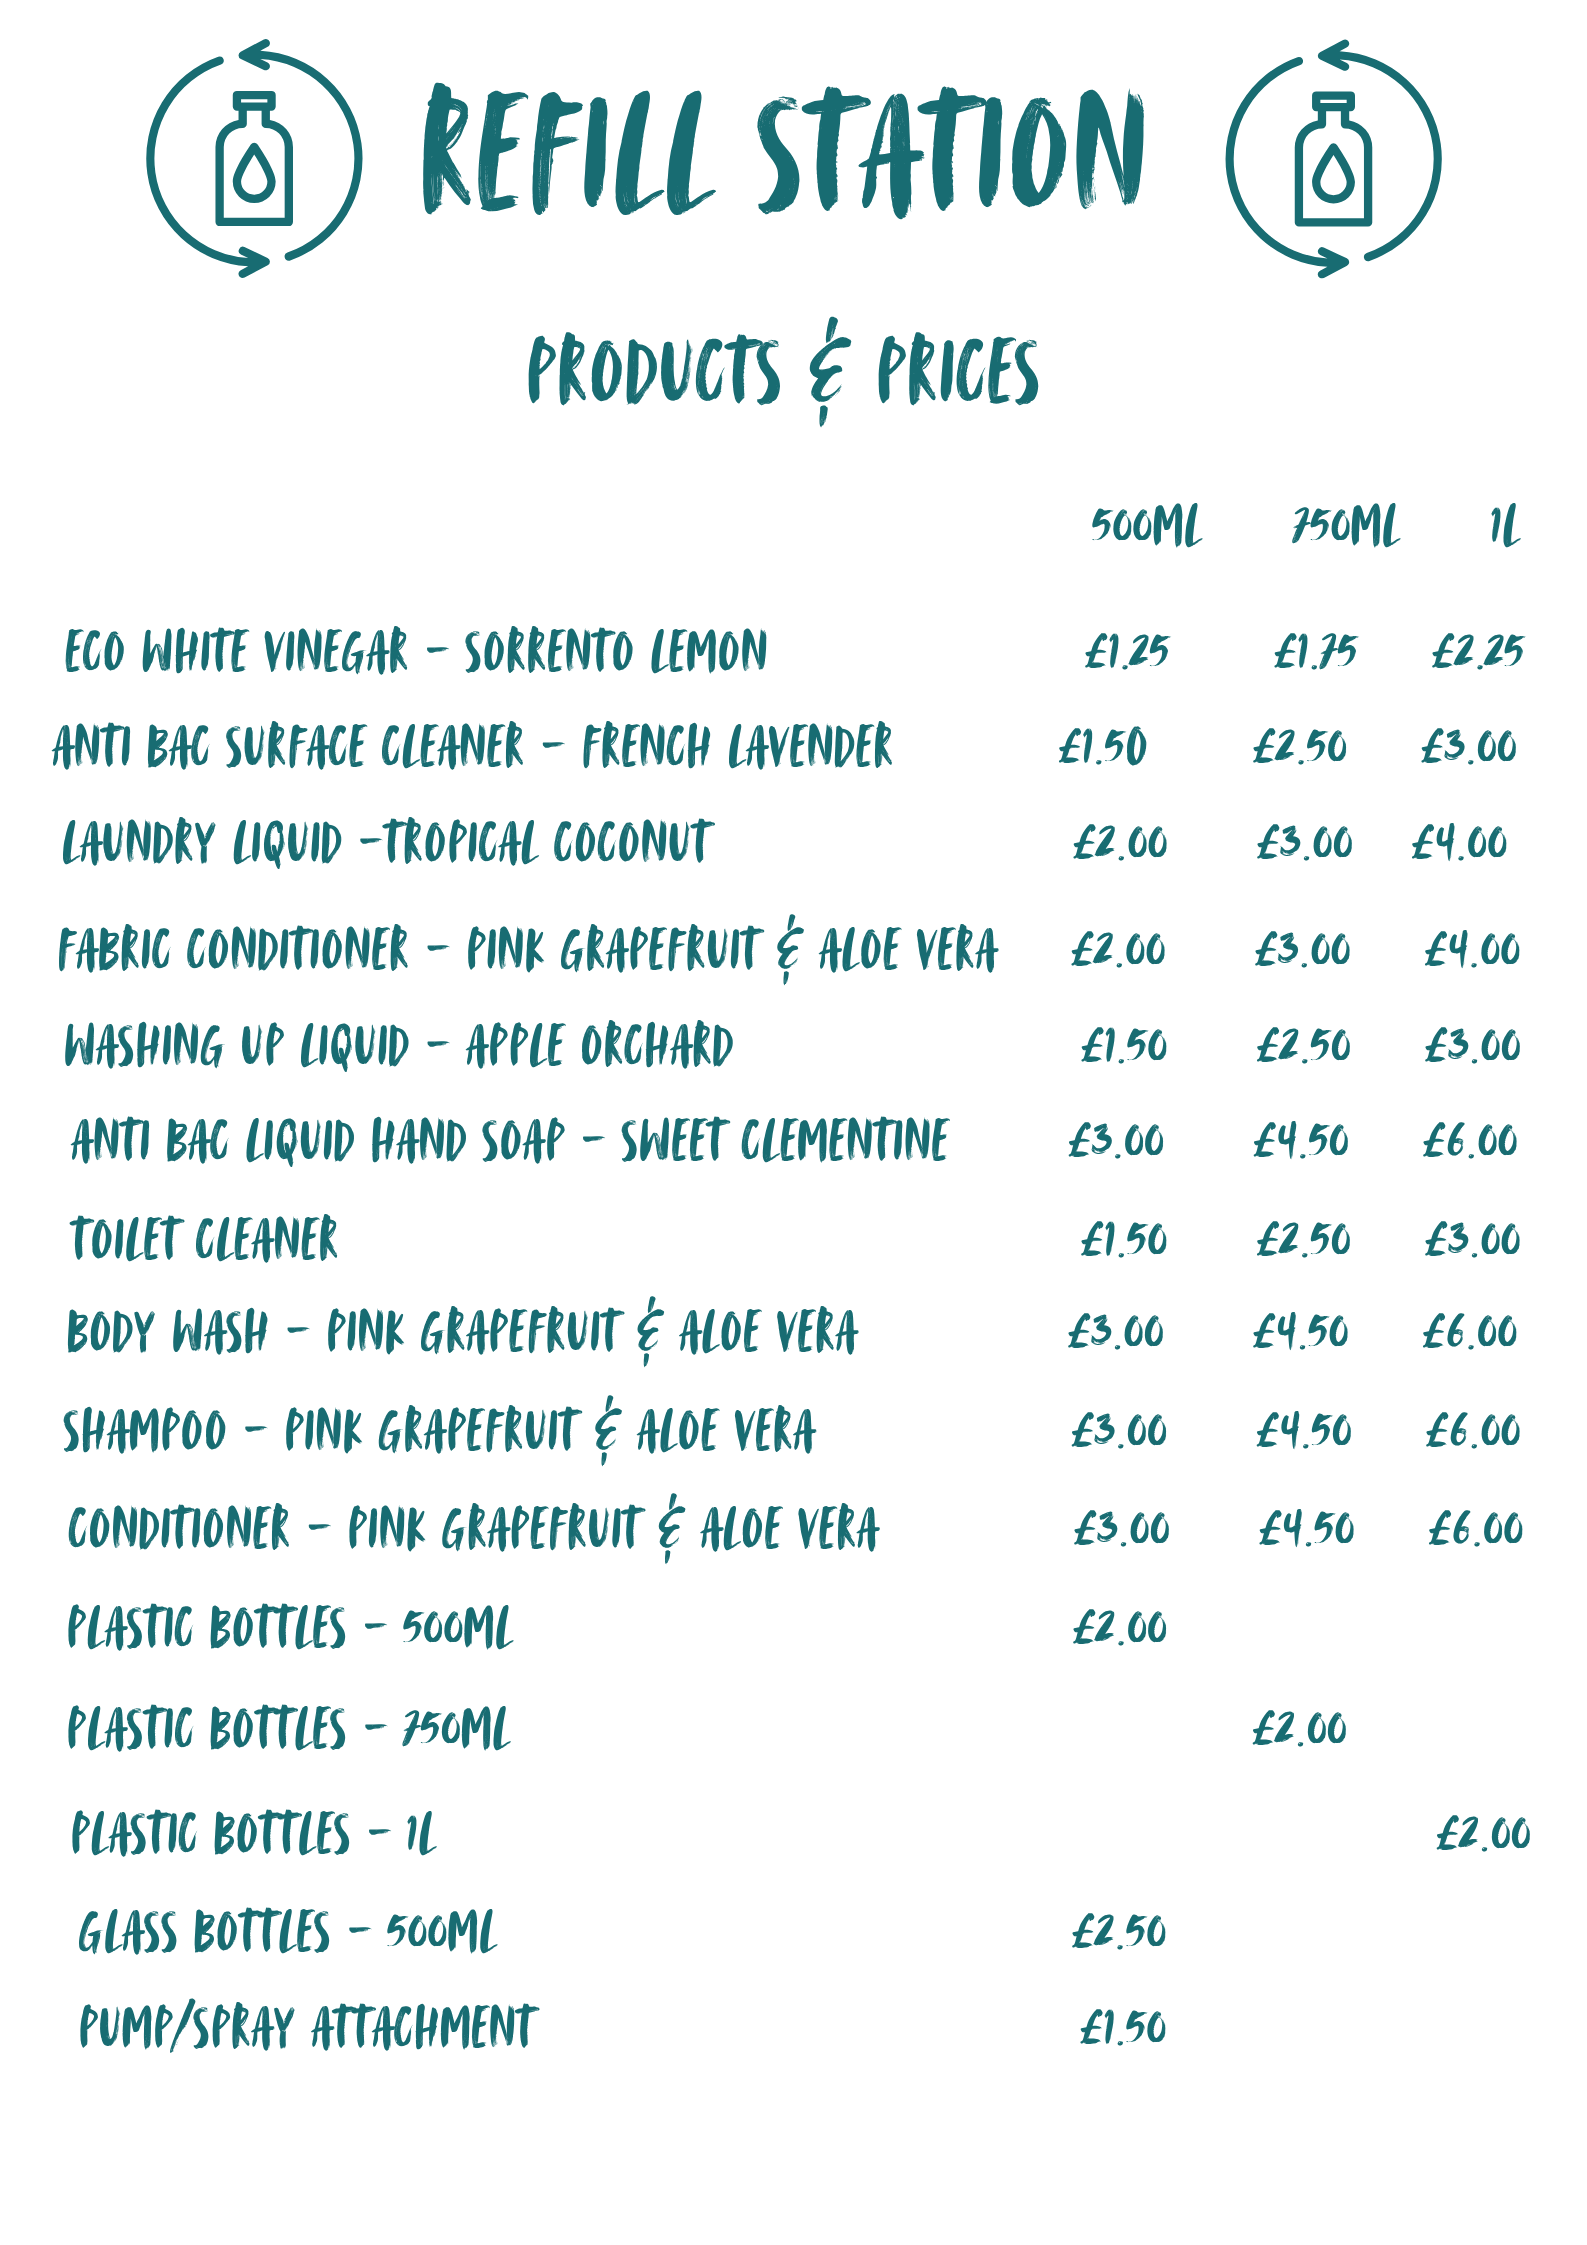 REFILL STATION
PRODUCTS & PRICES
500ML 750ML 1L
ECO WHITE VINEGAR - SORRENTO LEMON £1.25 £1.75 £2.25
ANTI BAC SURFACE CLEANER - FRENCH LAVENDER £1.50 £2.50 £3.00
LAUNDRY LIQUID -TROPICAL COCONUT £2.00 £3.00 £4.00
FABRIC CONDITIONER - PINK GRAPEFRUIT & ALOE VERA £2.00 £3.00 £4.00
WASHING UP LIQUID - APPLE ORCHARD £1.50 £2.50 £3.00
ANTI BAC LIQUID HAND SOAP - SWEET CLEMENTINE £3.00 £4.50 £6.00
TOILET CLEANER £1.50 £2.50 £3.00
BODY WASH - PINK GRAPEFRUIT & ALOE VERA £3.00 £4.50 £6.00
SHAMPOO - PINK GRAPEFRUIT & ALOE VERA £3.00 £4.50 £6.00
CONDITIONER - PINK GRAPEFRUIT & ALOE VERA £3.00 £4.50 £6.00
PLASTIC BOTTLES - 500ML £2.00
PLASTIC BOTTLES - 750ML £2.00
PLASTIC BOTTLES - 1L £2.00
GLASS BOTTLES - 500ML £2.50
PUMP/SPRAY ATTACHMENT £1.50